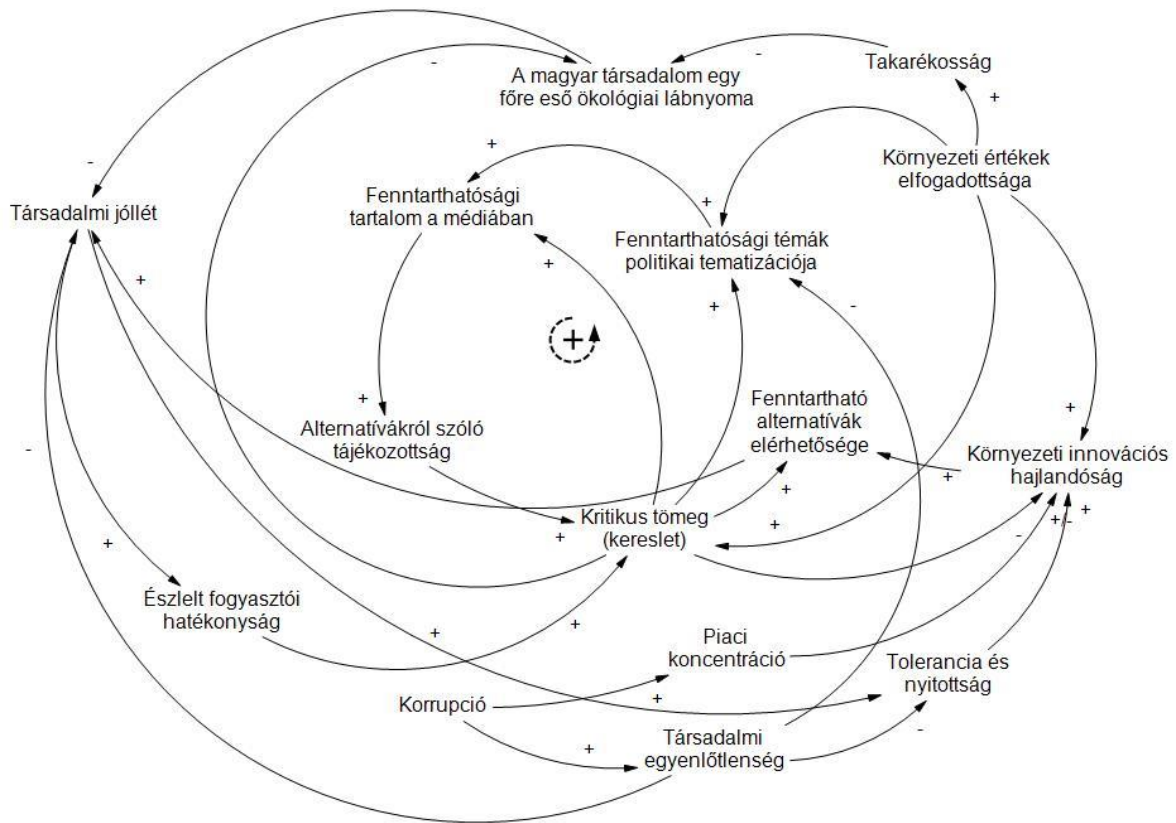 -
-
A magyar társadalom egy
főre eső ökológiai lábnyoma
Takarékosság
+
+
Környezeti értékek
elfogadottsága
-
Fenntarthatósági
tartalom a médiában
+
Társadalmi jóllét
Fenntarthatósági témák
politikai tematizációja
+
+
+
-
+
Fenntartható
alternatívák
elérhetősége
+
+
Alternatívákról szóló
tájékozottság
Környezeti innovációs
hajlandóság
-
+
+
+
+/-
+
Kritikus tömeg
(kereslet)
+
+
-
+
Észlelt fogyasztói
hatékonyság
+
+
Piaci
koncentráció
Tolerancia és
nyitottság
Korrupció
+
+
Társadalmi
egyenlőtlenség
-